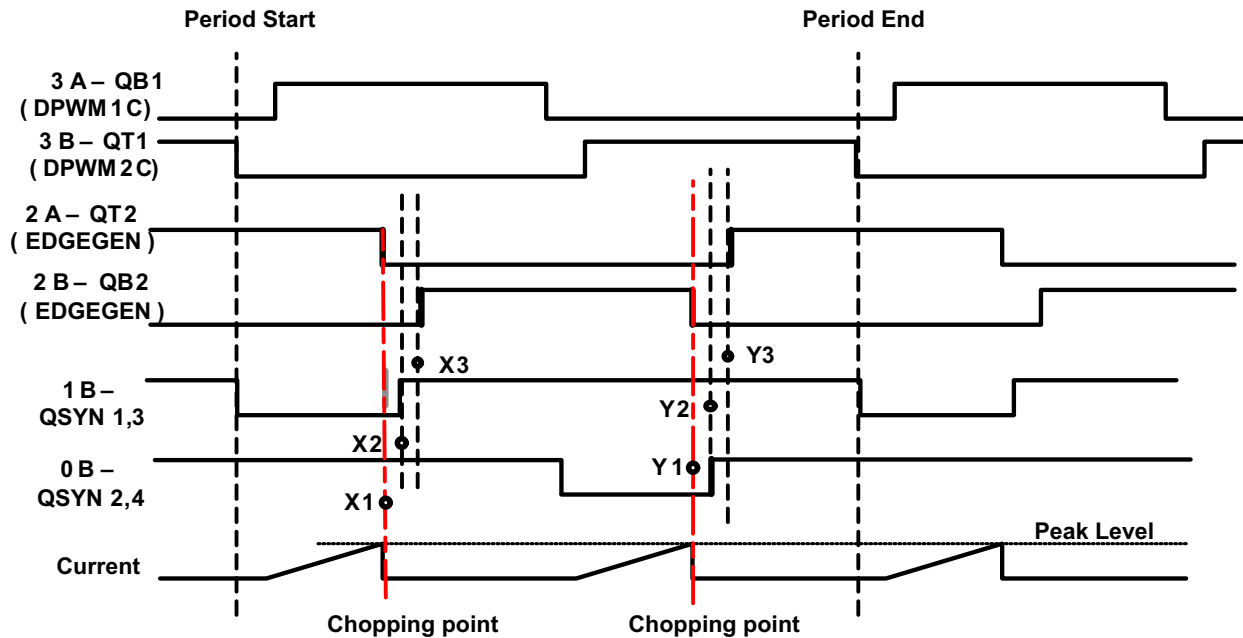 Period Start
Period End
3 A – QB1
( DPWM 1 C)
3 B – QT1
( DPWM 2 C)
2 A – QT2
( EDGEGEN )
2 B – QB2
( EDGEGEN )
X3
Y3
1 B –
QSYN 1,3
Y2
X2
0 B –
QSYN 2,4
Y1
X1
Peak Level
Current
Chopping point
Chopping point